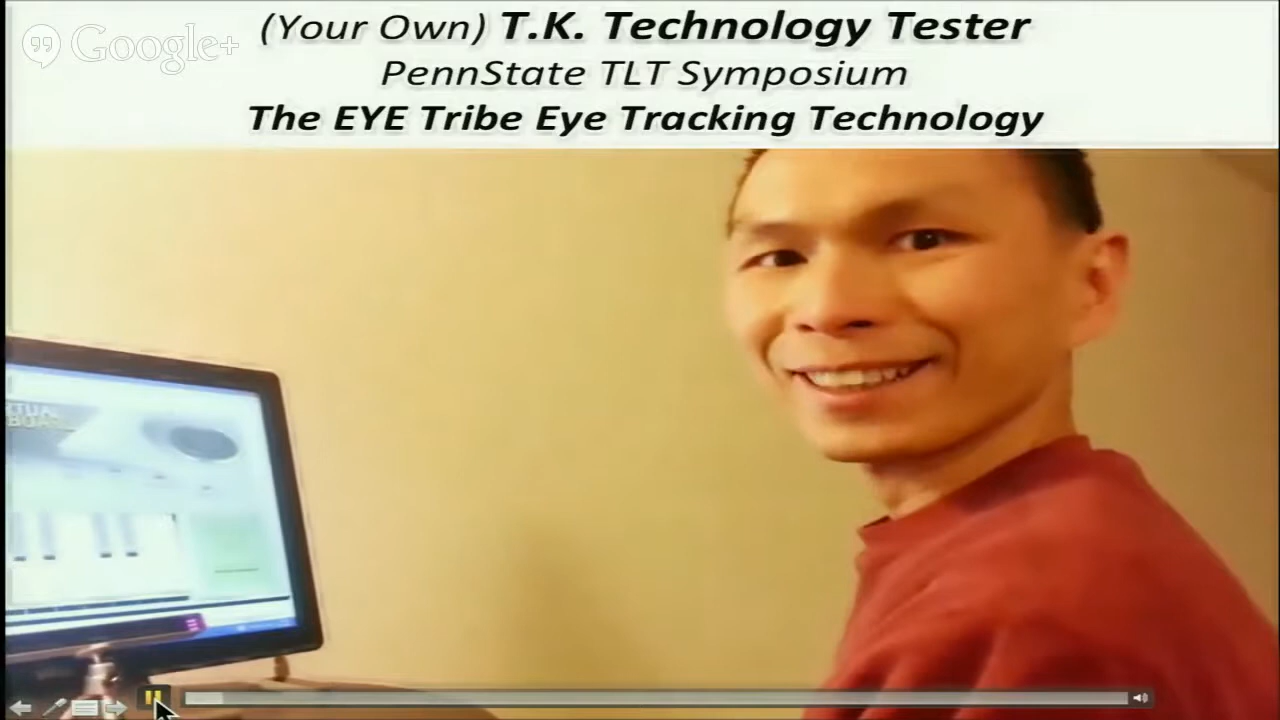 Google+
(Your Own) T.K. Technology Tester
PennState TLT Symposium
The EYE Tribe Eye Tracking Technology